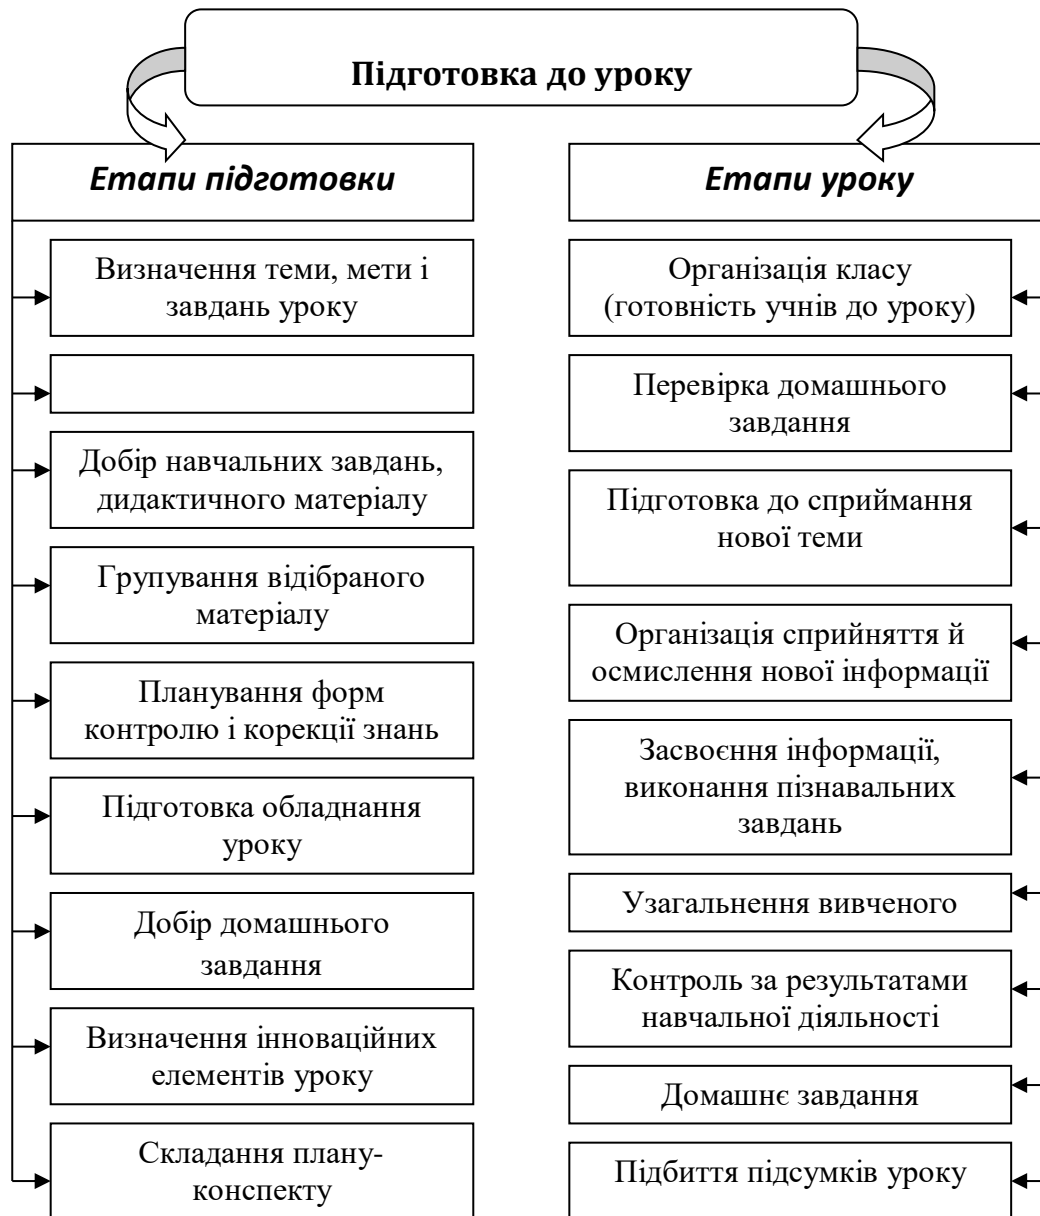 Підготовка до уроку
Етапи підготовки
Визначення теми, мети і
завдань уроку
Добір навчальних завдань,
дидактичного матеріалу
Групування відібраного
матеріалу
Планування форм
контролю і корекції знань
Підготовка обладнання
уроку
Добір домашнього
завдання
Визначення інноваційних
елементів уроку
Складання плану-
конспекту
Етапи уроку
Організація класу
(готовність учнів до уроку)
Перевірка домашнього
завдання
Підготовка до сприймання
нової теми
Організація сприйняття й
осмислення нової інформації
Засвоєння інформації,
виконання пізнавальних
завдань
Узагальнення вивченого
Контроль за результатами
навчальної діяльності
Домашнє завдання
Підбиття підсумків уроку